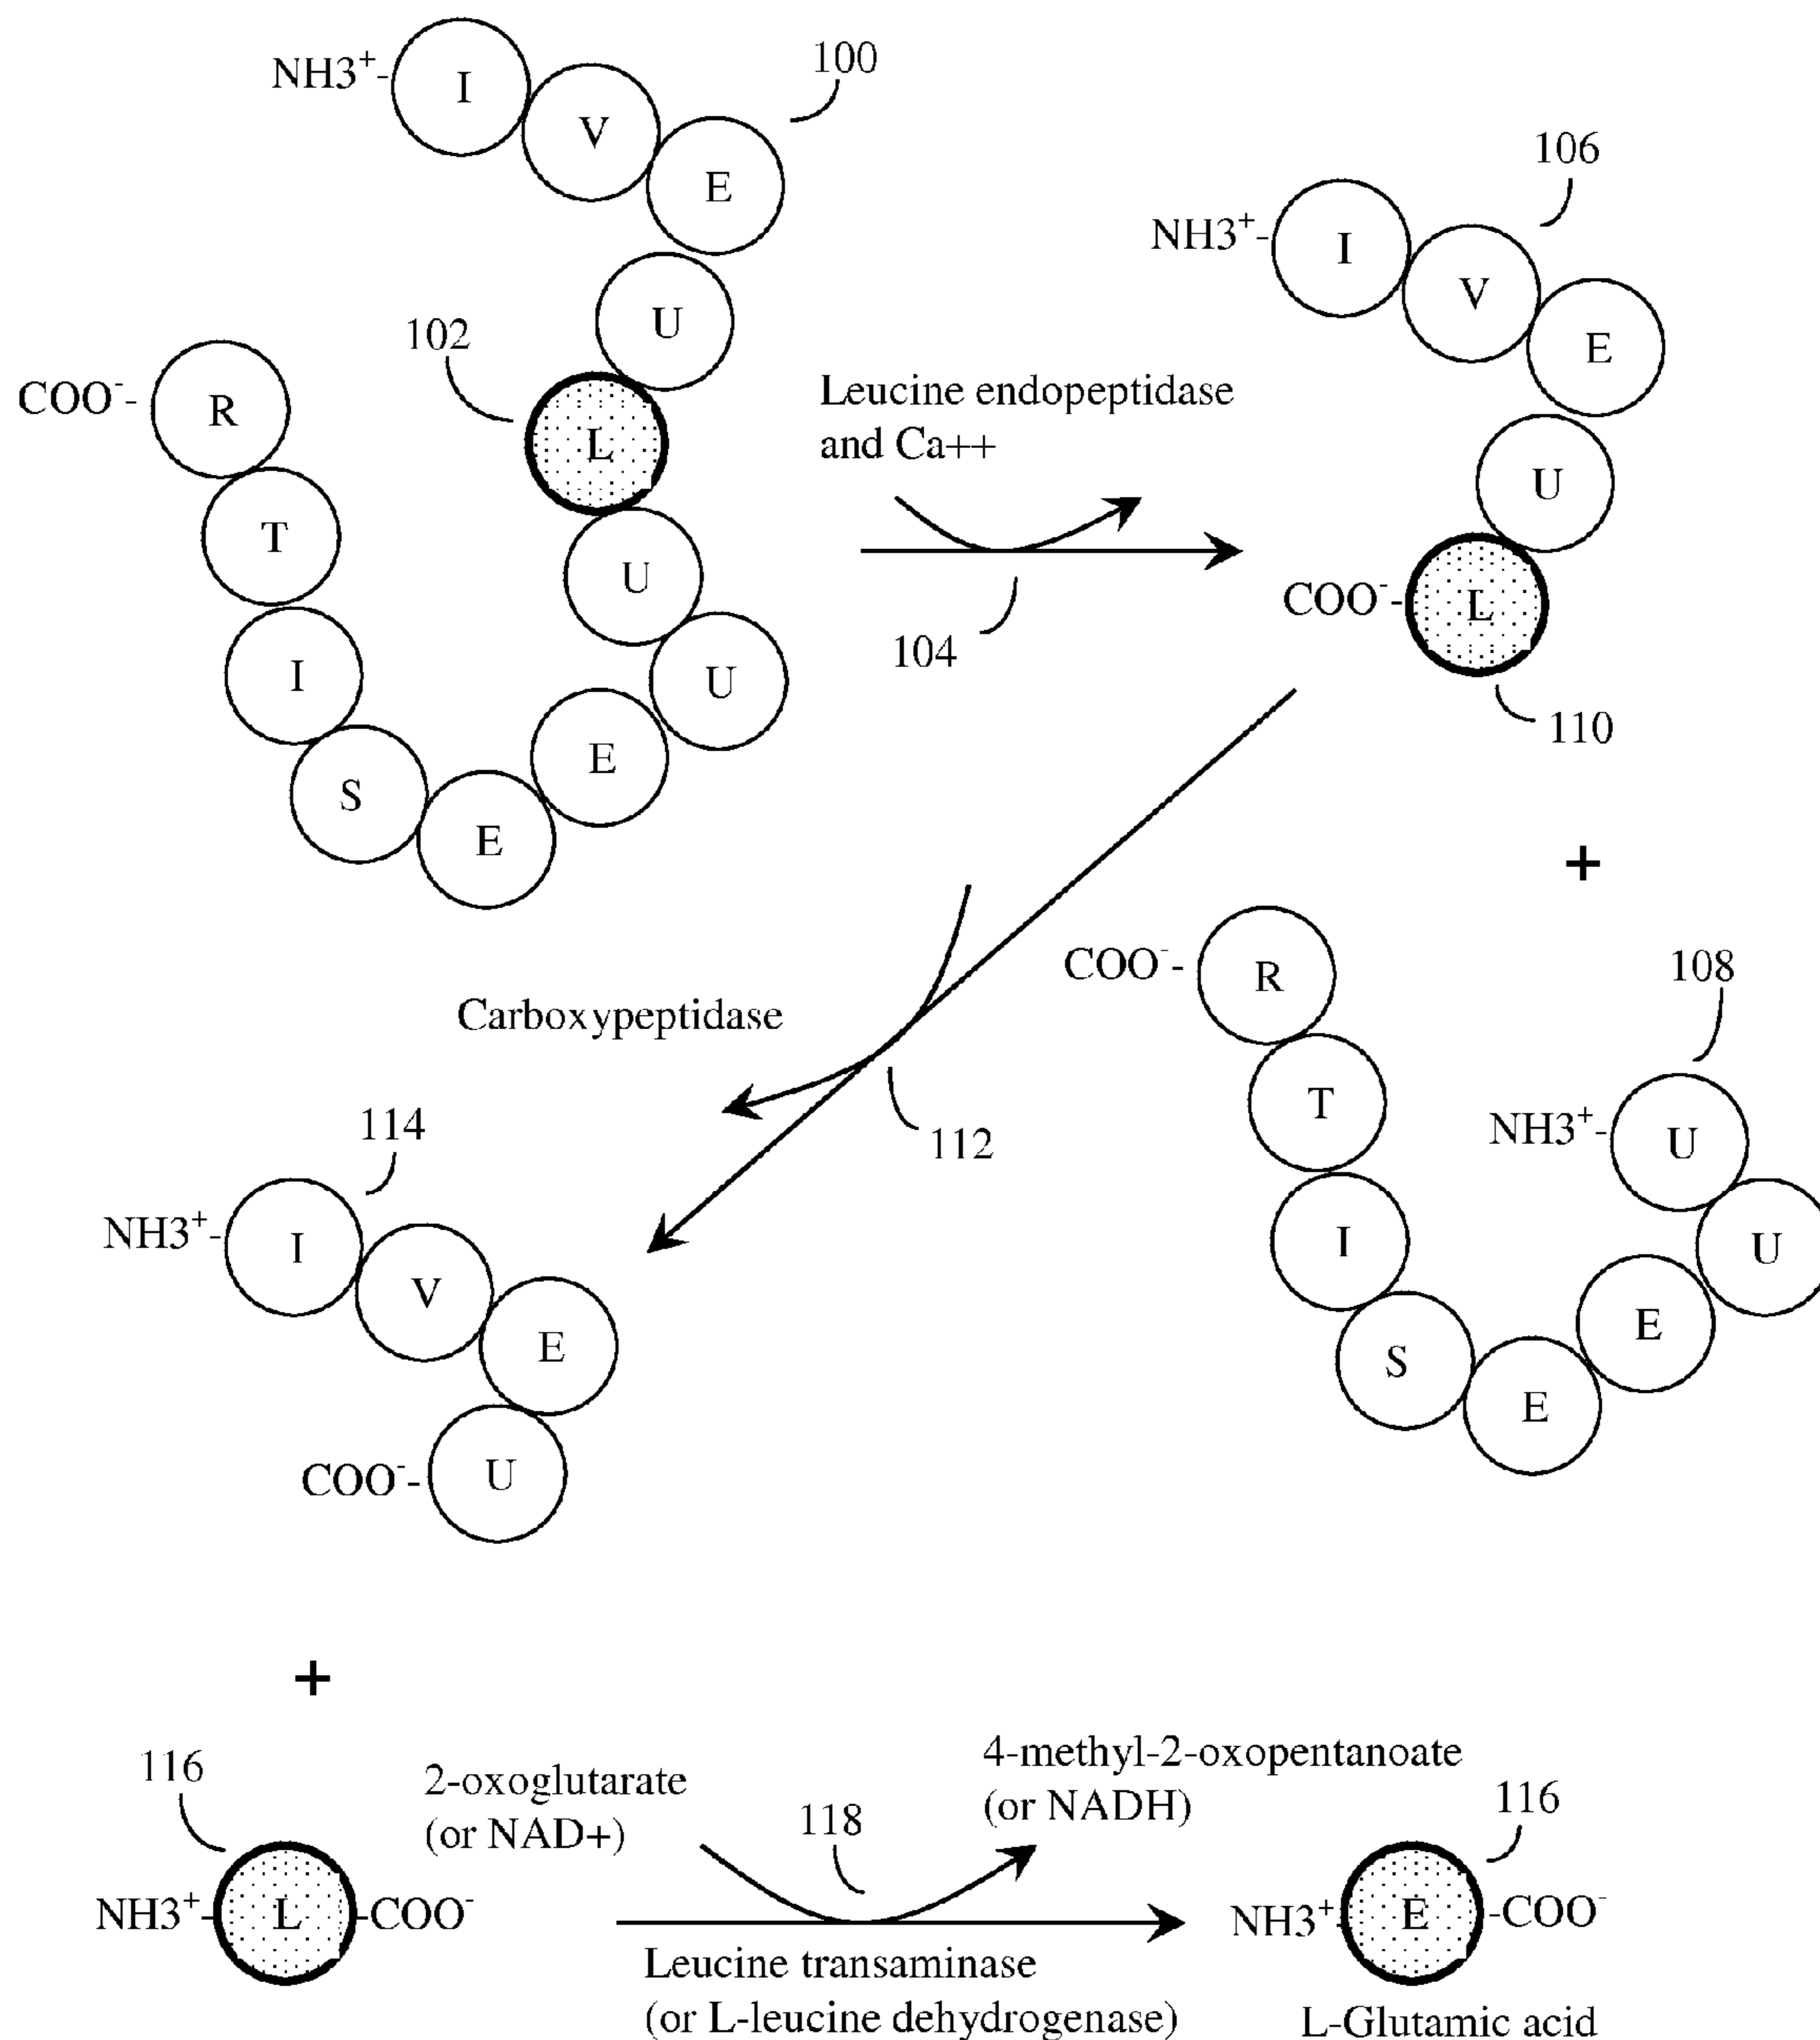 100
NH3+-
I
V
E
U
102
L
COO- -
R
T
I
S
E
E
U
U
Leucine endopeptidase
and Ca++
104
106
NH3+-
I
V
E
U
COO- -
L
110
+
COO- -
R
T
I
S
E
E
U
108
NH3+-
U
Carboxypeptidase
112
114
NH3+-
I
V
E
COO- -
U
+
116
NH3+-
L
-COO-
2-oxoglutarate
(or NAD+)
118
4-methyl-2-oxopentanoate
(or NADH)
Leucine transaminase
(or L-leucine dehydrogenase)
116
NH3+-
E
-COO-
L-Glutamic acid